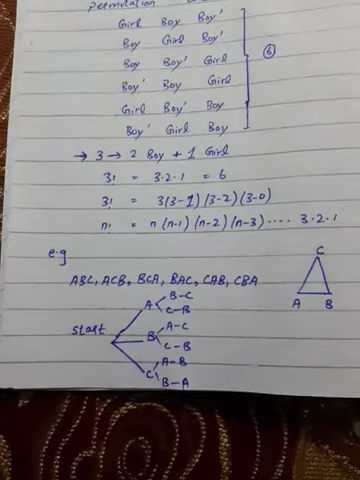 permutation
Girl Boy Boy'
Boy Girl Boy'
Boy Boy' Girl
Boy' Boy Girl
Girl Boy' Boy
Boy' Girl Boy
6
→ 3 → 2 Boy + 1 Girl
3! = 3·2·1 = 6
3! = 3(3-1)(3-2)(3-0)
n! = n(n-1)(n-2)(n-3)····· 3·2·1
e.g
ABC, ACB, BCA, BAC, CAB, CBA
C
A B
start
A B-C
C-B
B A-C
C-B
C A-B
B-A